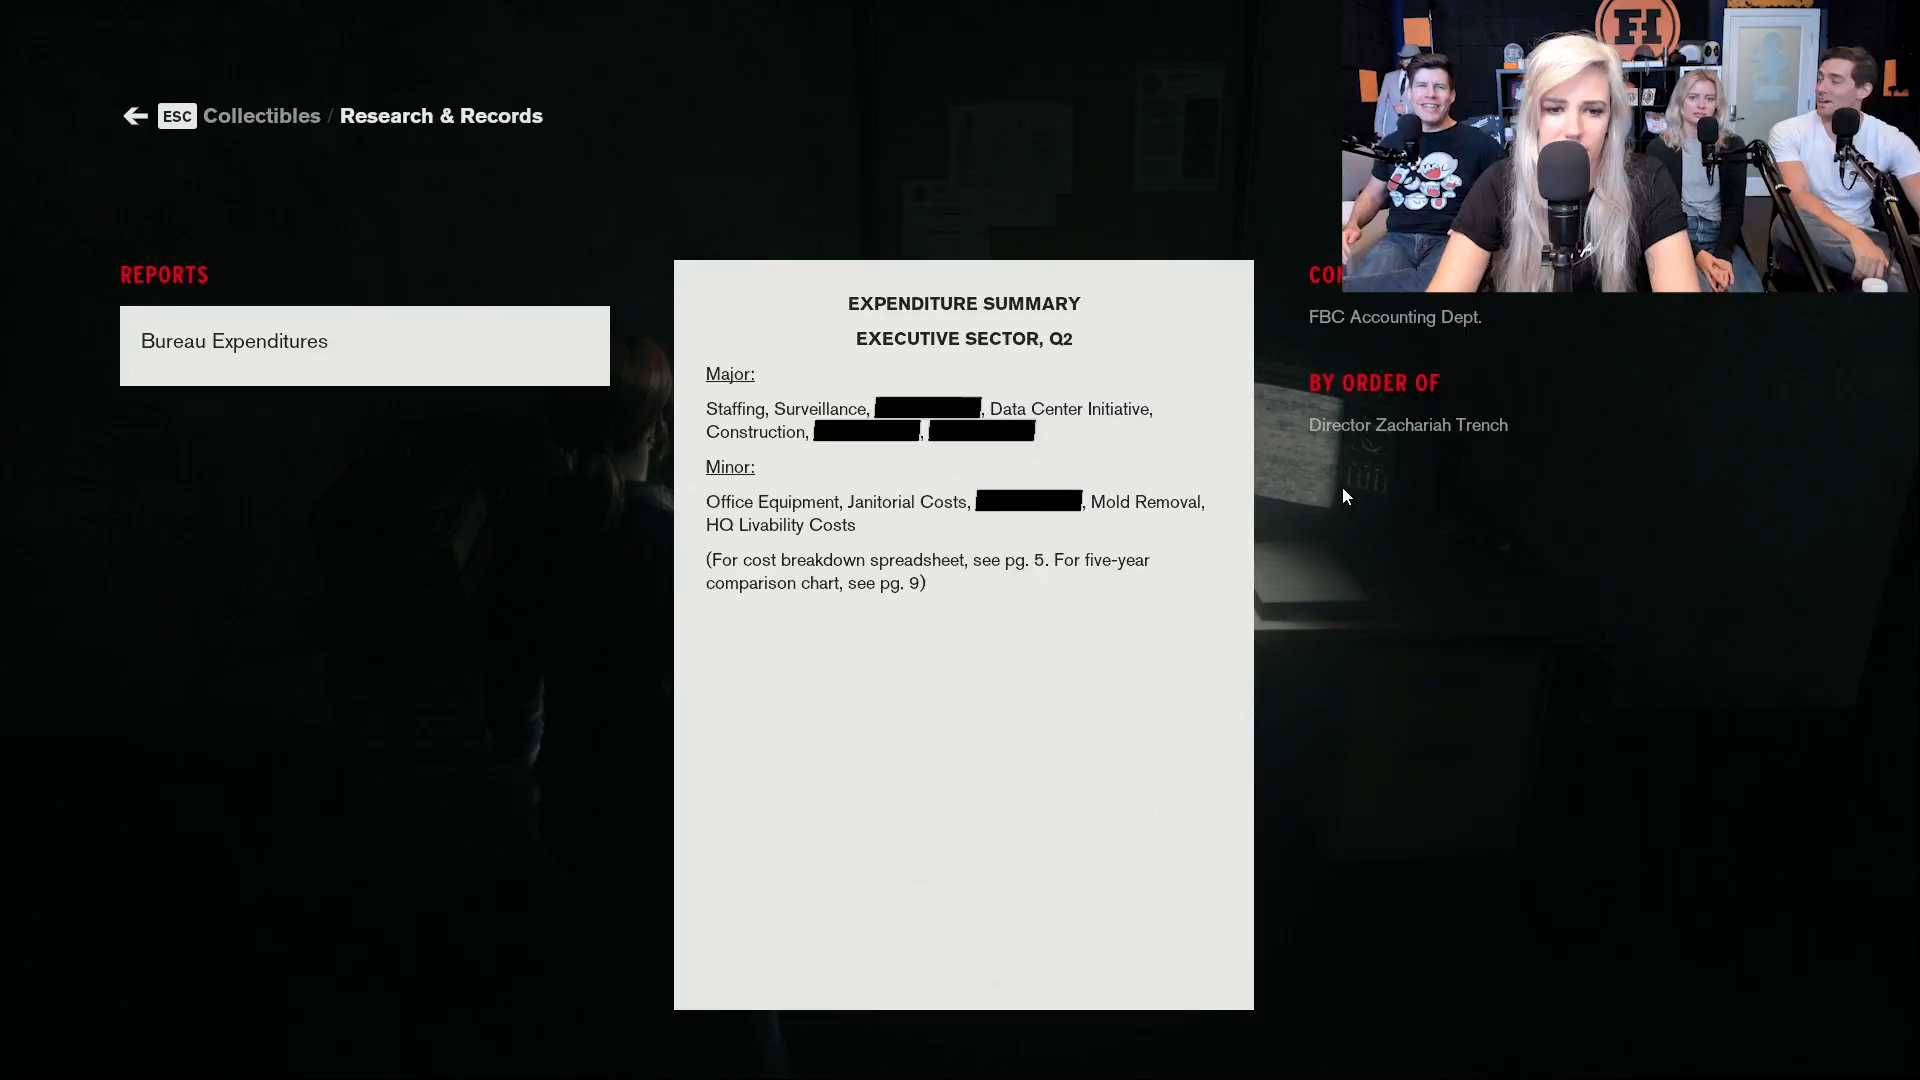 ESC Collectibles / Research & Records
REPORTS
Bureau Expenditures
EXPENDITURE SUMMARY
EXECUTIVE SECTOR, Q2
Major:
Staffing, Surveillance, , Data Center Initiative,
Construction, ,
Minor:
Office Equipment, Janitorial Costs, , Mold Removal,
HQ Livability Costs
(For cost breakdown spreadsheet, see pg. 5. For five-year
comparison chart, see pg. 9)
FBC Accounting Dept.
BY ORDER OF
Director Zachariah Trench